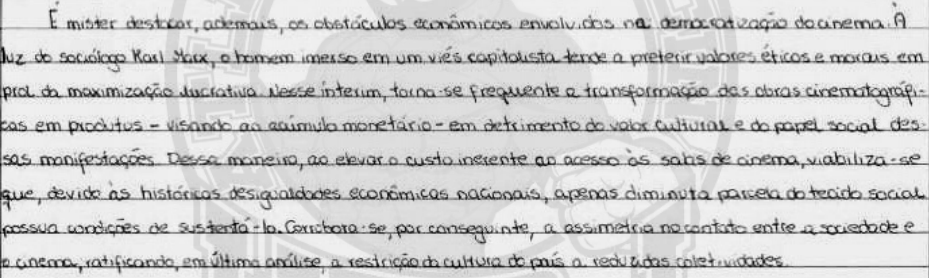 É mister destacar, ademais, os obstáculos econômicos envolvidos na democratização do cinema. À
luz do sociólogo Karl Marx, o homem imerso em um viés capitalista tende a preterir valores éticos e morais em
prol da maximização lucrativa. Nesse ínterim, torna-se frequente a transformação das obras cinematográfi-
cas em produtos - visando ao acúmulo monetário - em detrimento do valor cultural e do papel social des-
sas manifestações. Dessa maneira, ao elevar o custo inerente ao acesso às salas de cinema, viabiliza-se
que, devido às históricas desigualdades econômicas nacionais, apenas diminuta parcela do tecido social
possua condições de sustentá-lo. Corrobora-se, por conseguinte, a assimetria no contato entre a sociedade e
o cinema, ratificando, em última análise, a restrição da cultura do país a reduzidas coletividades.